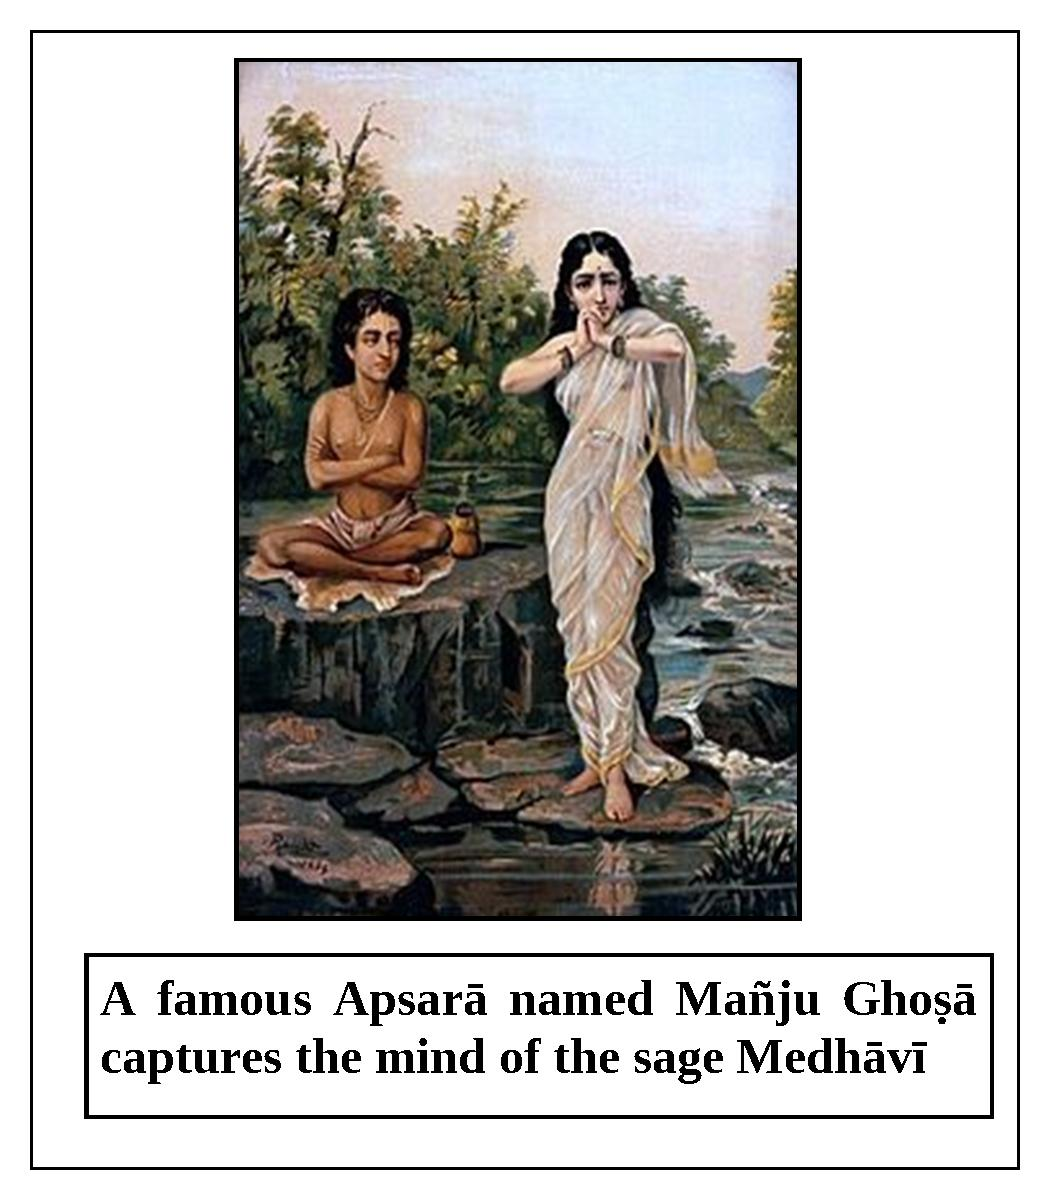 A famous Apsarā named Mañju Ghoṣā
captures the mind of the sage Medhāvī